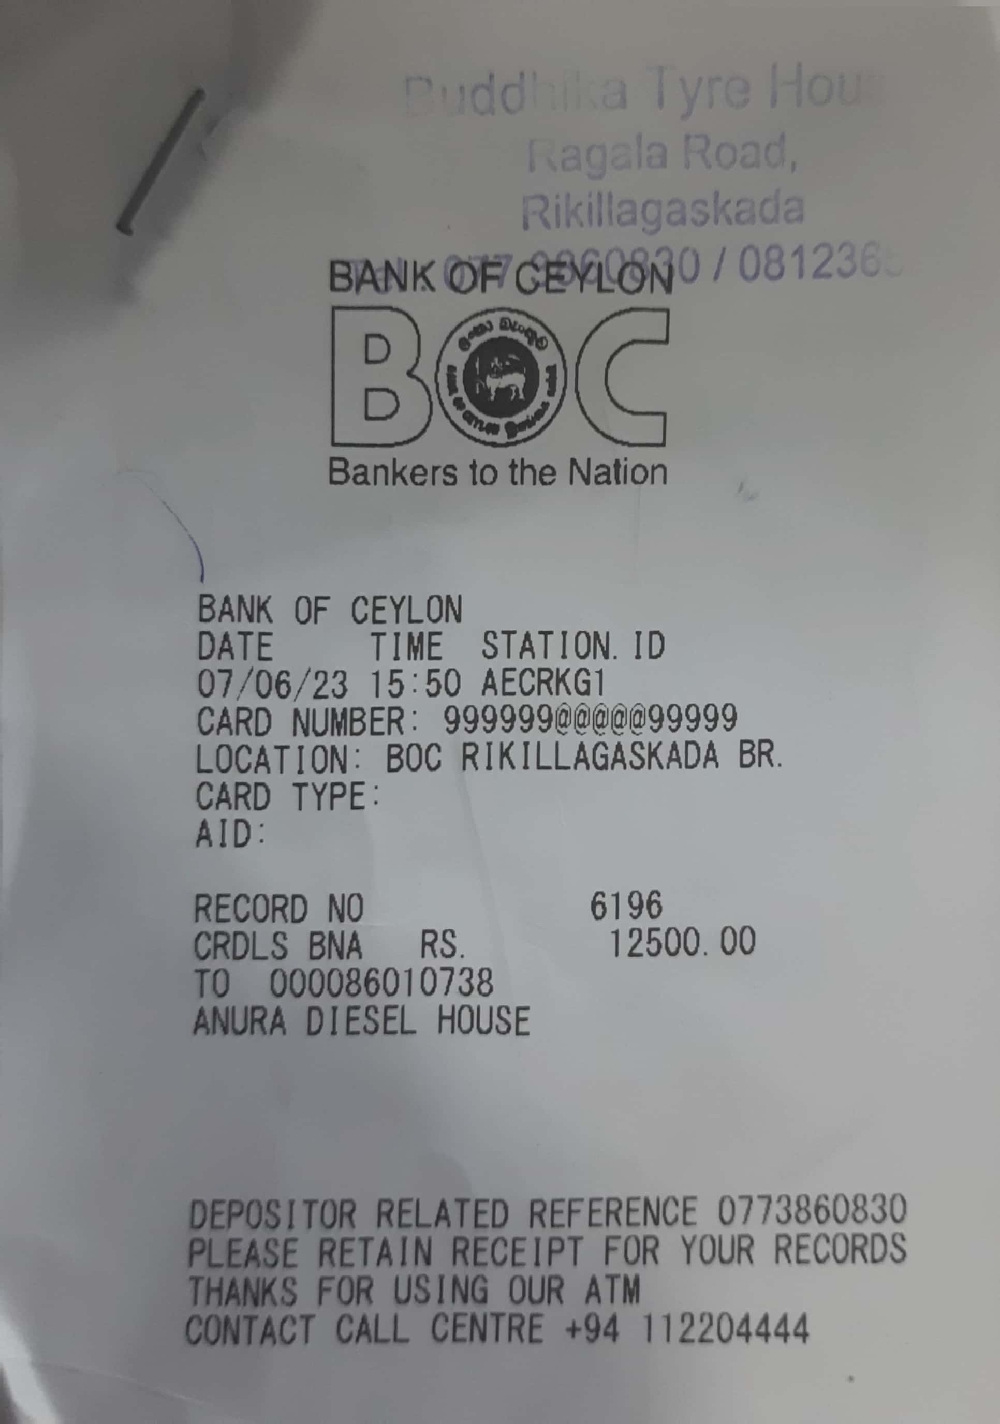 Buddhika Tyre Hou
Ragala Road,
Rikillagaskada
077 3860830 / 081236
BANK OF CEYLON
BOC
Bankers to the Nation
BANK OF CEYLON
DATE TIME STATION. ID
07/06/23 15:50 AECRKG1
CARD NUMBER: 999999@@@@@99999
LOCATION: BOC RIKILLAGASKADA BR.
CARD TYPE:
AID:
RECORD NO 6196
CRDLS BNA RS. 12500.00
TO 000086010738
ANURA DIESEL HOUSE
DEPOSITOR RELATED REFERENCE 0773860830
PLEASE RETAIN RECEIPT FOR YOUR RECORDS
THANKS FOR USING OUR ATM
CONTACT CALL CENTRE +94 112204444